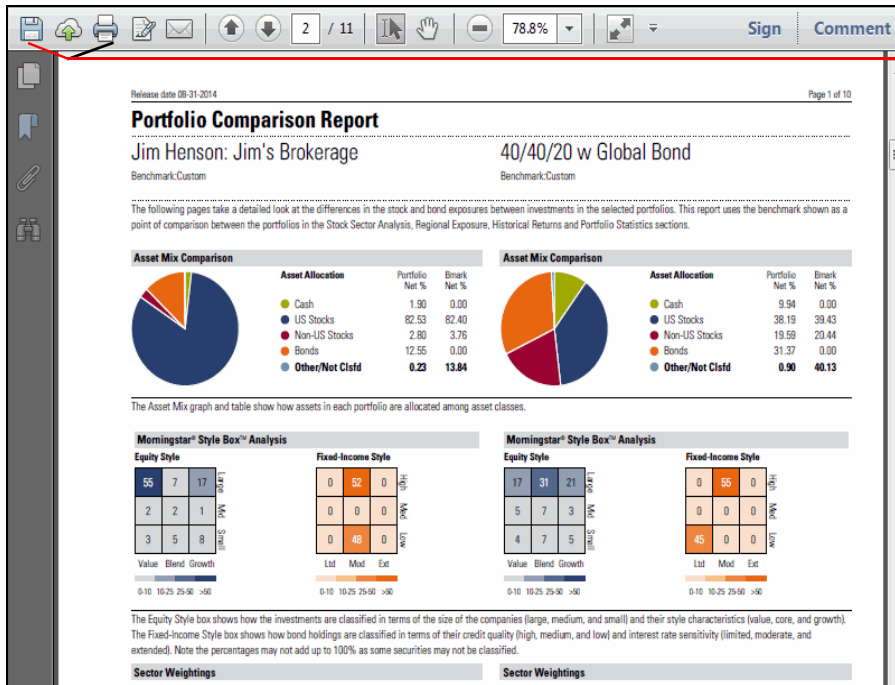 2 / 11 78.8% Sign Comment
Release date 08-31-2014 Page 1 of 10
Portfolio Comparison Report
Jim Henson: Jim's Brokerage 40/40/20 w Global Bond
Benchmark:Custom Benchmark:Custom
The following pages take a detailed look at the differences in the stock and bond exposures between investments in the selected portfolios. This report uses the benchmark shown as a
point of comparison between the portfolios in the Stock Sector Analysis, Regional Exposure, Historical Returns and Portfolio Statistics sections.
Asset Mix Comparison Asset Mix Comparison
Asset Allocation Portfolio Bmark Asset Allocation Portfolio Bmark
Net % Net % Net % Net %
Cash 1.90 0.00 Cash 9.94 0.00
US Stocks 82.53 82.40 US Stocks 38.19 39.43
Non-US Stocks 2.80 3.76 Non-US Stocks 19.59 20.44
Bonds 12.55 0.00 Bonds 31.37 0.00
Other/Not Clsfd 0.23 13.84 Other/Not Clsfd 0.90 40.13
The Asset Mix graph and table show how assets in each portfolio are allocated among asset classes.
Morningstar® Style Box™ Analysis Morningstar® Style Box™ Analysis
Equity Style Fixed-Income Style Equity Style Fixed-Income Style
55 7 17 Large 0 52 0 High 17 31 21 Large 0 55 0 High
2 2 1 Mid 0 0 0 Med 5 7 3 Mid 0 0 0 Med
3 5 8 Small 0 48 0 Low 4 7 5 Small 45 0 0 Low
Value Blend Growth Ltd Mod Ext Value Blend Growth Ltd Mod Ext
0-10 10-25 25-50 >50 0-10 10-25 25-50 >50 0-10 10-25 25-50 >50 0-10 10-25 25-50 >50
The Equity Style box shows how the investments are classified in terms of the size of the companies (large, medium, and small) and their style characteristics (value, core, and growth).
The Fixed-Income Style box shows how bond holdings are classified in terms of their credit quality (high, medium, and low) and interest rate sensitivity (limited, moderate, and
extended). Note the percentages may not add up to 100% as some securities may not be classified.
Sector Weightings Sector Weightings